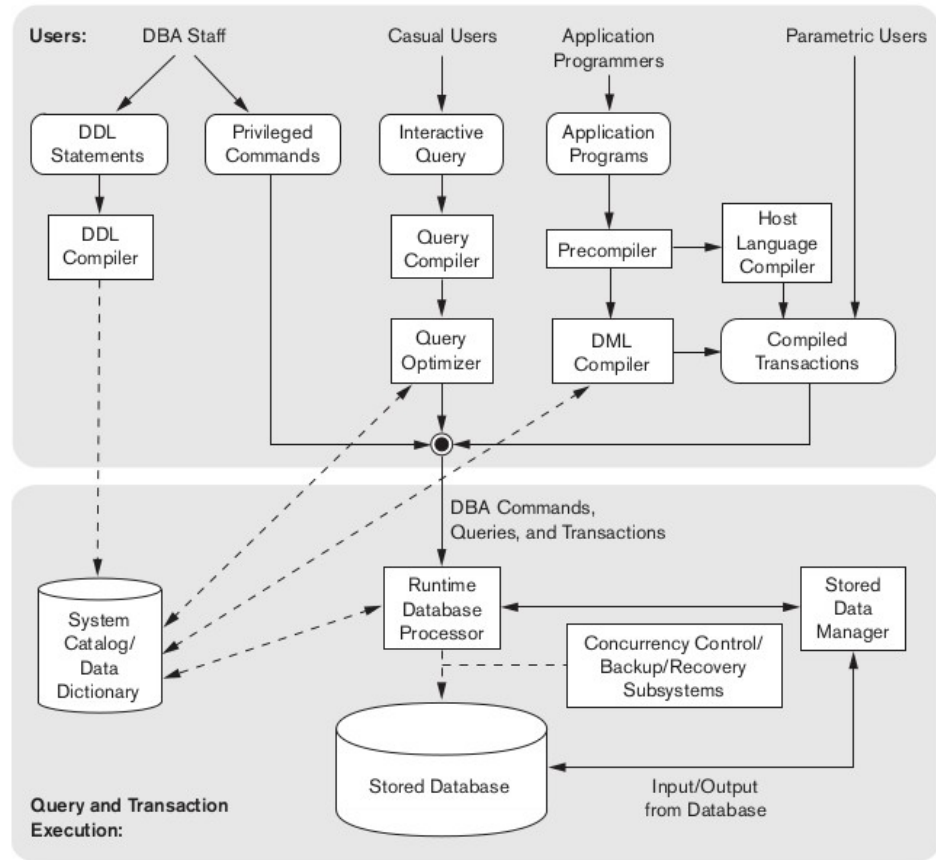 Users:
DBA Staff
Casual Users
Application
Programmers
Parametric Users
DDL
Statements
Privileged
Commands
Interactive
Query
Application
Programs
DDL
Compiler
Query
Compiler
Precompiler
Host
Language
Compiler
Query
Optimizer
DML
Compiler
Compiled
Transactions
DBA Commands,
Queries, and Transactions
System
Catalog/
Data
Dictionary
Runtime
Database
Processor
Stored
Data
Manager
Concurrency Control/
Backup/Recovery
Subsystems
Stored Database
Input/Output
from Database
Query and Transaction
Execution: